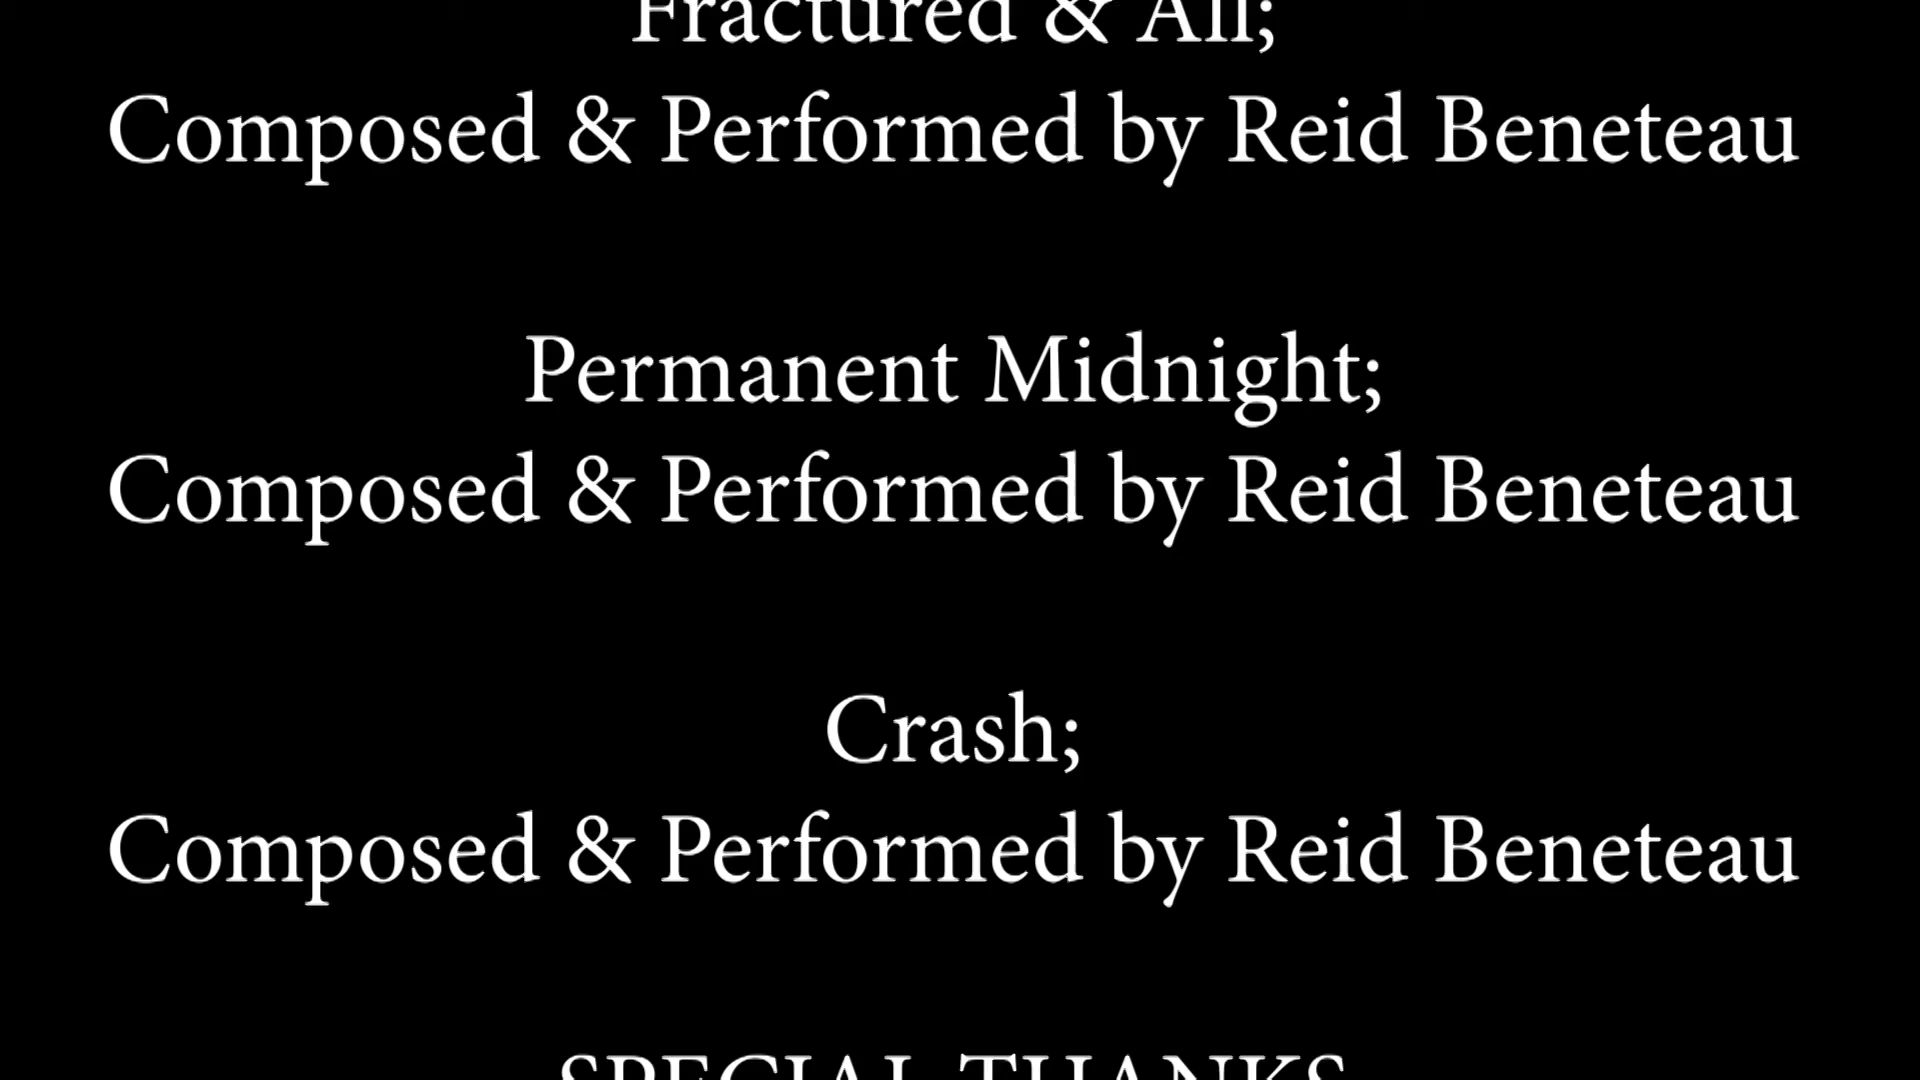 Fractured & All;
Composed & Performed by Reid Beneteau
Permanent Midnight;
Composed & Performed by Reid Beneteau
Crash;
Composed & Performed by Reid Beneteau
SPECIAL THANKS